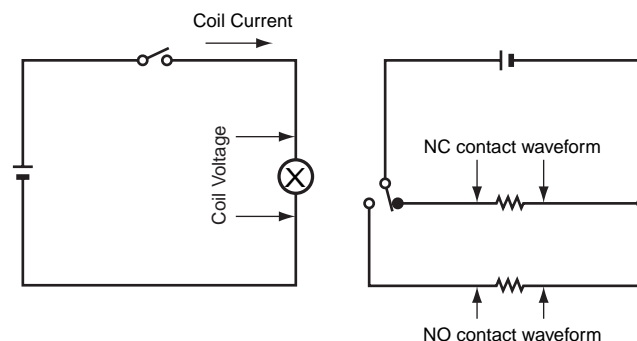 Coil Current
Coil Voltage
X
NC contact waveform
NO contact waveform